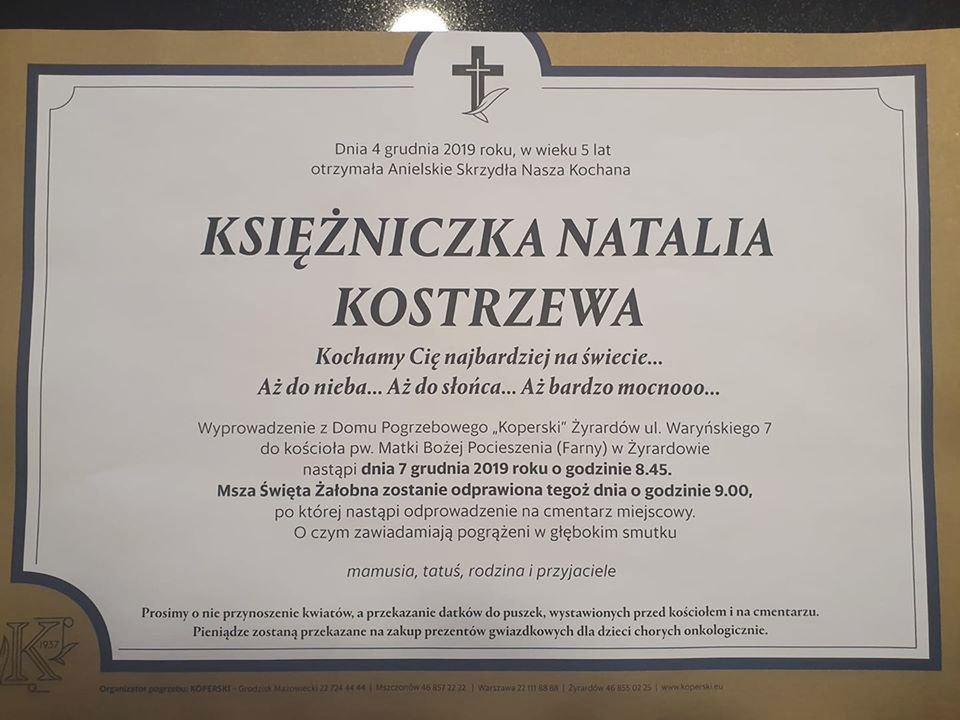 Dnia 4 grudnia 2019 roku, w wieku 5 lat
otrzymała Anielskie Skrzydła Nasza Kochana
KSIĘŻNICZKA NATALIA
KOSTRZEWA
Kochamy Cię najbardziej na świecie...
Aż do nieba... Aż do słońca... Aż bardzo mocnooo...
Wyprowadzenie z Domu Pogrzebowego „Koperski” Żyrardów ul. Waryńskiego 7
do kościoła pw. Matki Bożej Pocieszenia (Farny) w Żyrardowie
nastąpi dnia 7 grudnia 2019 roku o godzinie 8.45.
Msza Święta Żałobna zostanie odprawiona tegoż dnia o godzinie 9.00,
po której nastąpi odprowadzenie na cmentarz miejscowy.
O czym zawiadamiają pogrążeni w głębokim smutku
mamusia, tatuś, rodzina i przyjaciele
Prosimy o nie przynoszenie kwiatów, a przekazanie datków do puszek, wystawionych przed kościołem i na cmentarzu.
Pieniądze zostaną przekazane na zakup prezentów gwiazdkowych dla dzieci chorych onkologicznie.
K 1937
Organizator pogrzebu: KOPERSKI - Grodzisk Mazowiecki 22 724 44 44 | Mszczonów 46 857 22 22 | Warszawa 22 111 88 88 | Żyrardów 46 855 02 25 | www.koperski.eu